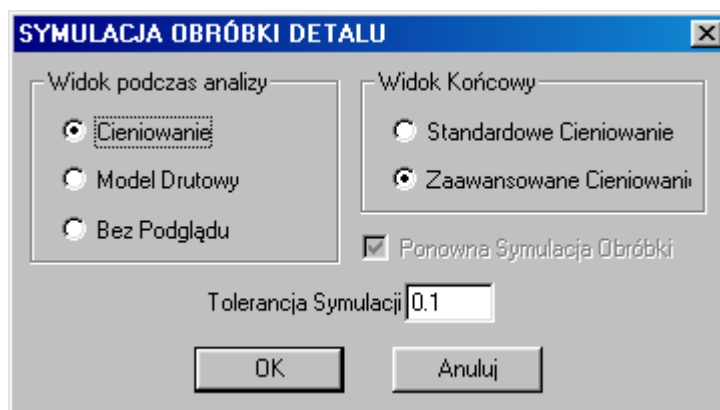 SYMULACJA OBRÓBKI DETALU
Widok podczas analizy
Cieniowanie
Model Drutowy
Bez Podglądu
Widok Końcowy
Standardowe Cieniowanie
Zaawansowane Cieniowani
Ponowna Symulacja Obróbki
Tolerancja Symulacji 0.1
OK
Anuluj